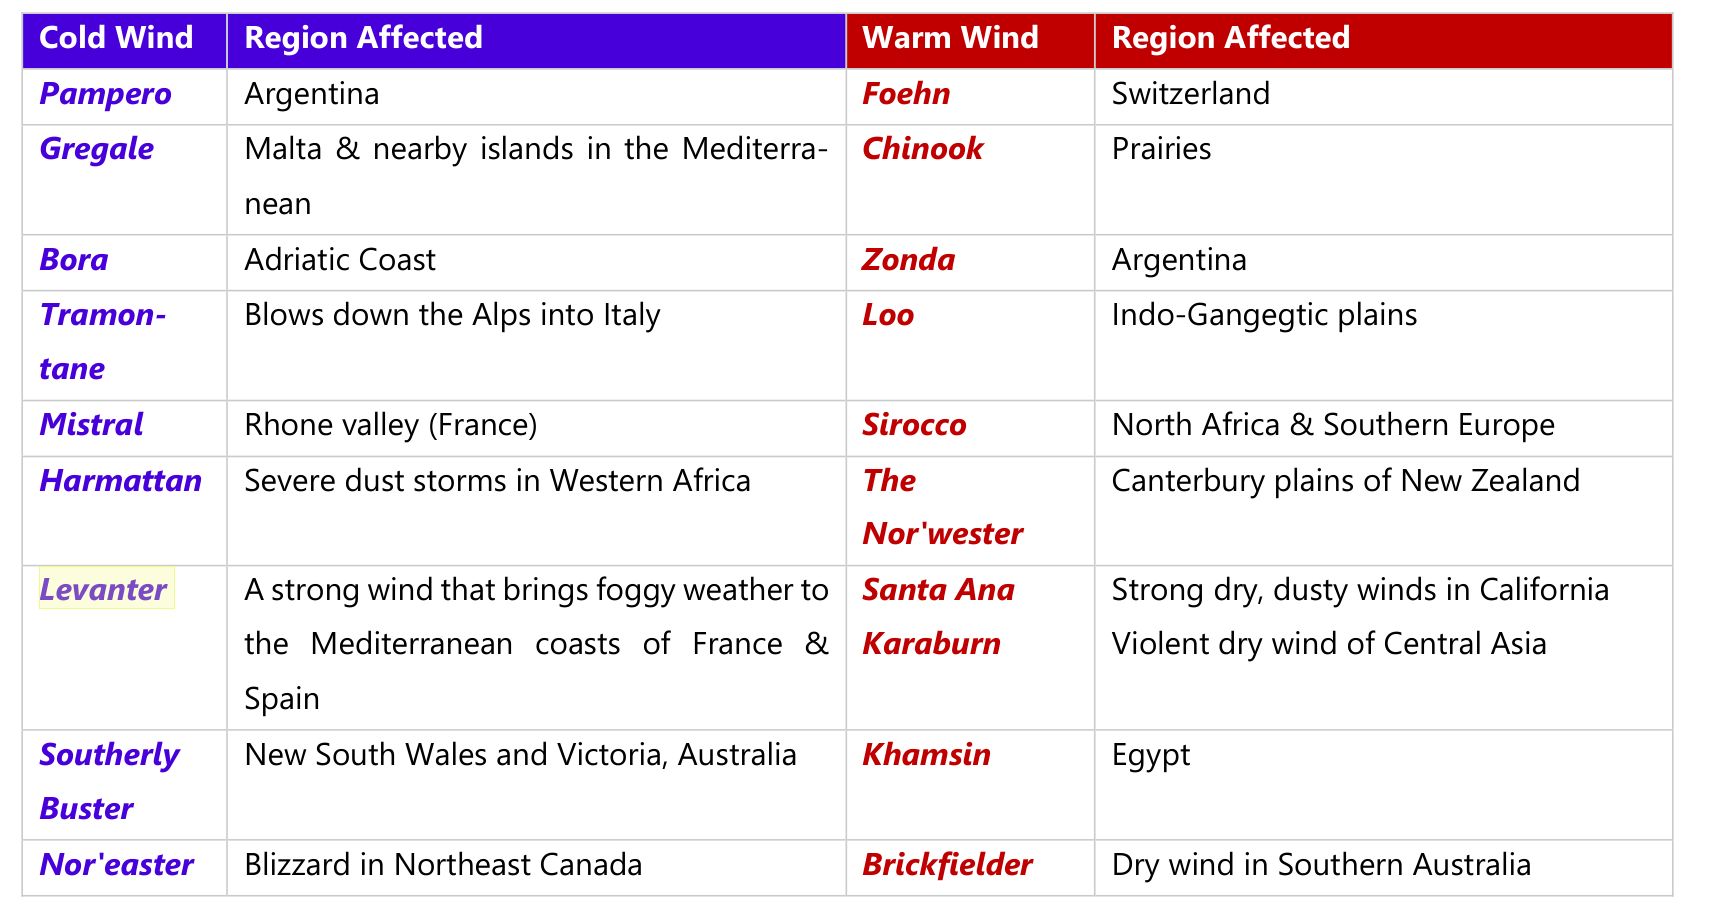 Cold Wind Region Affected Warm Wind Region Affected
Pampero Argentina Foehn Switzerland
Gregale Malta & nearby islands in the Mediterra- Chinook Prairies
nean
Bora Adriatic Coast Zonda Argentina
Tramon- Blows down the Alps into Italy Loo Indo-Gangegtic plains
tane
Mistral Rhone valley (France) Sirocco North Africa & Southern Europe
Harmattan Severe dust storms in Western Africa The Canterbury plains of New Zealand
Nor'wester
Levanter A strong wind that brings foggy weather to Santa Ana Strong dry, dusty winds in California
the Mediterranean coasts of France & Karaburn Violent dry wind of Central Asia
Spain
Southerly New South Wales and Victoria, Australia Khamsin Egypt
Buster
Nor'easter Blizzard in Northeast Canada Brickfielder Dry wind in Southern Australia